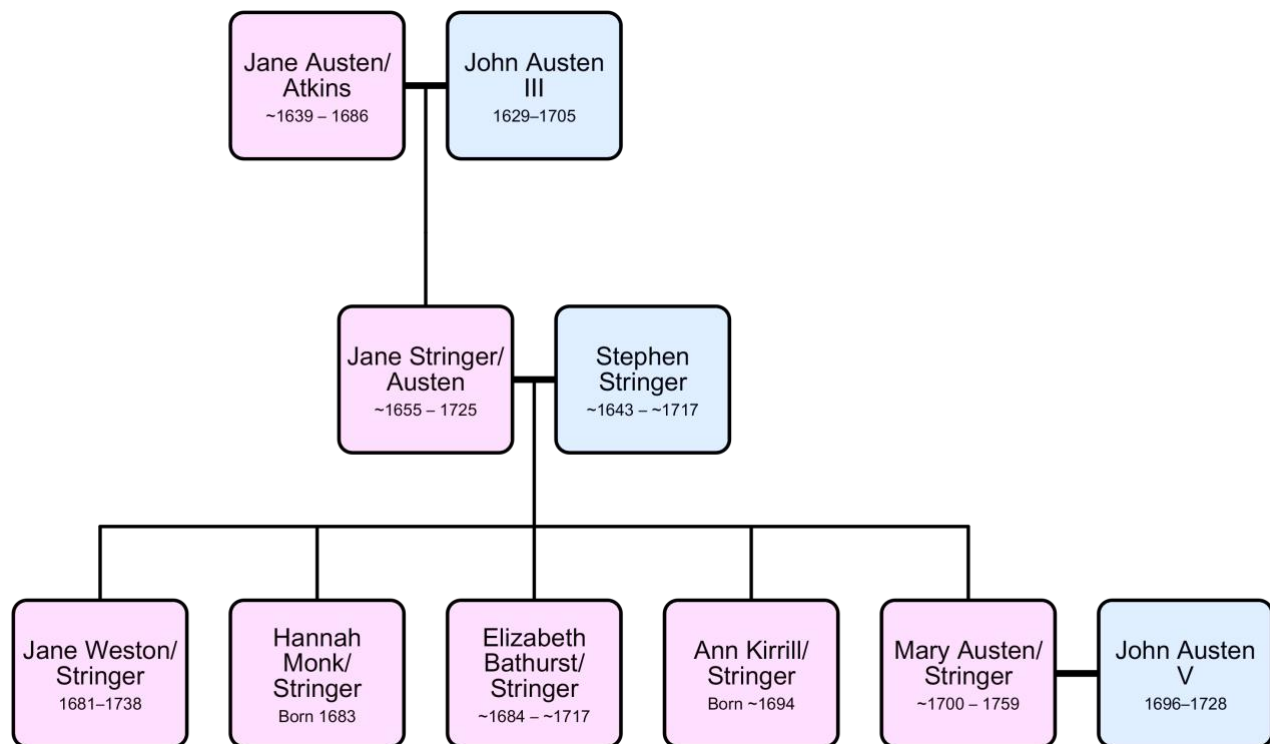 Jane Austen/
Atkins
~1639 – 1686
John Austen
III
1629–1705
Jane Stringer/
Austen
~1655 – 1725
Stephen
Stringer
~1643 – ~1717
Jane Weston/
Stringer
1681–1738
Hannah
Monk/
Stringer
Born 1683
Elizabeth
Bathurst/
Stringer
~1684 – ~1717
Ann Kirrill/
Stringer
Born ~1694
Mary Austen/
Stringer
~1700 – 1759
John Austen
V
1696–1728